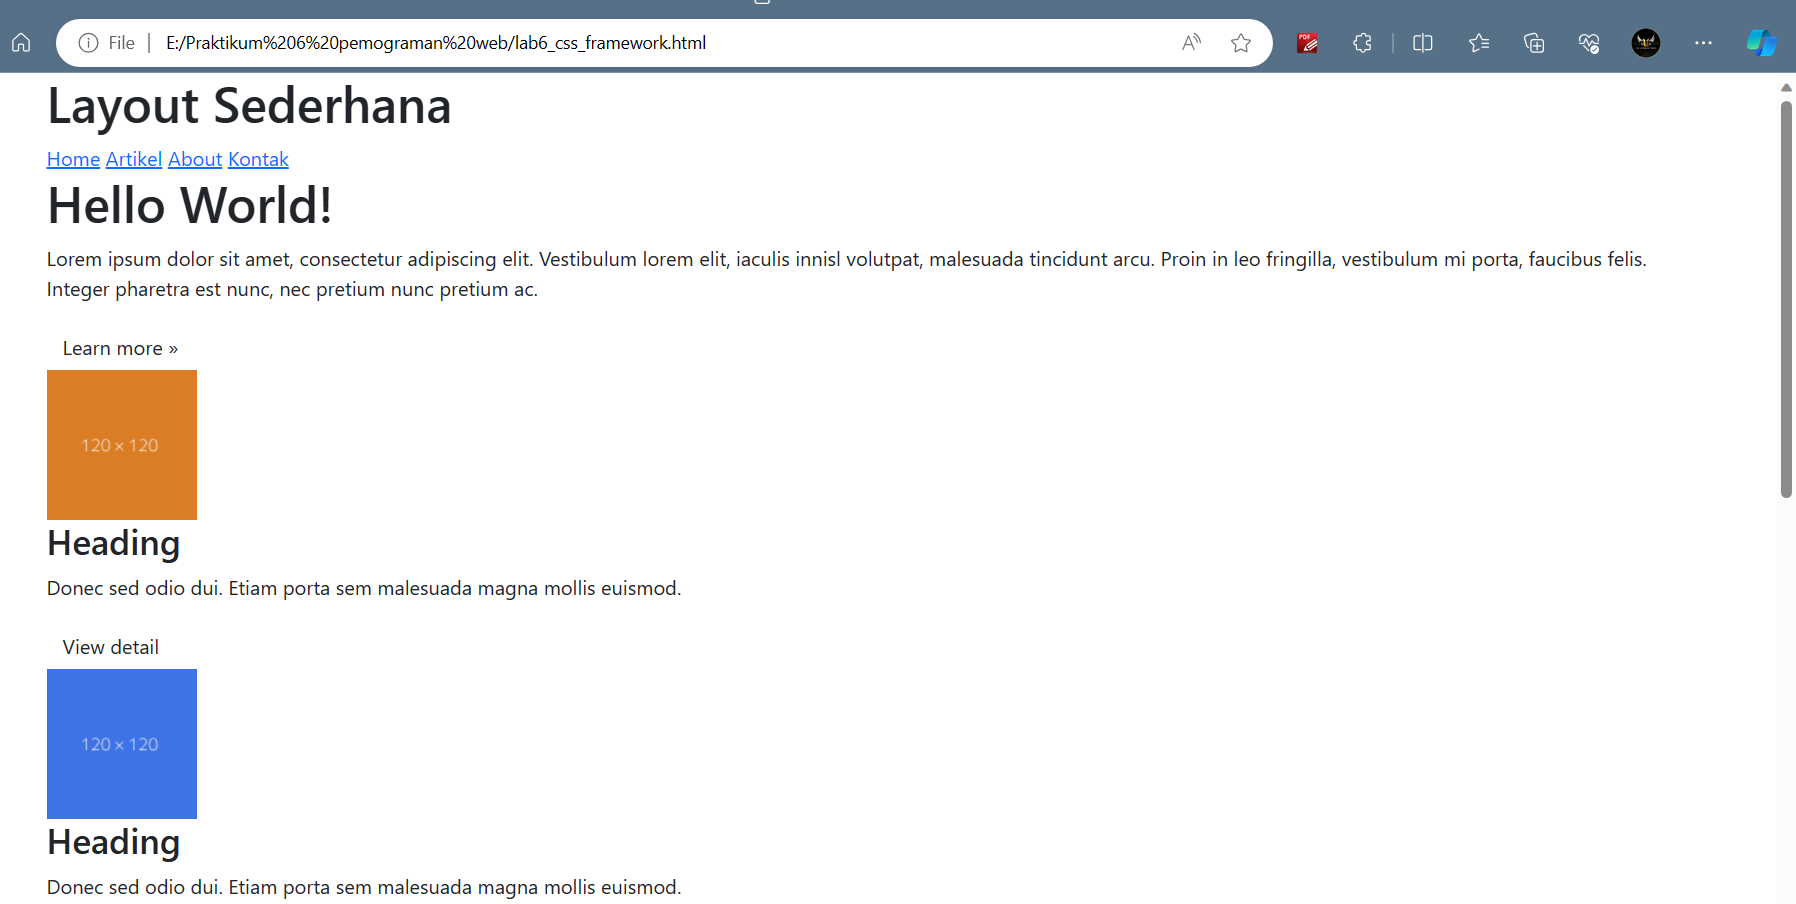 File
E:/Praktikum%206%20pemograman%20web/lab6_css_framework.html
PDF
Layout Sederhana
Home Artikel About Kontak
Hello World!
Lorem ipsum dolor sit amet, consectetur adipiscing elit. Vestibulum lorem elit, iaculis innisl volutpat, malesuada tincidunt arcu. Proin in leo fringilla, vestibulum mi porta, faucibus felis.
Integer pharetra est nunc, nec pretium nunc pretium ac.
Learn more »
120 × 120
Heading
Donec sed odio dui. Etiam porta sem malesuada magna mollis euismod.
View detail
120 × 120
Heading
Donec sed odio dui. Etiam porta sem malesuada magna mollis euismod.